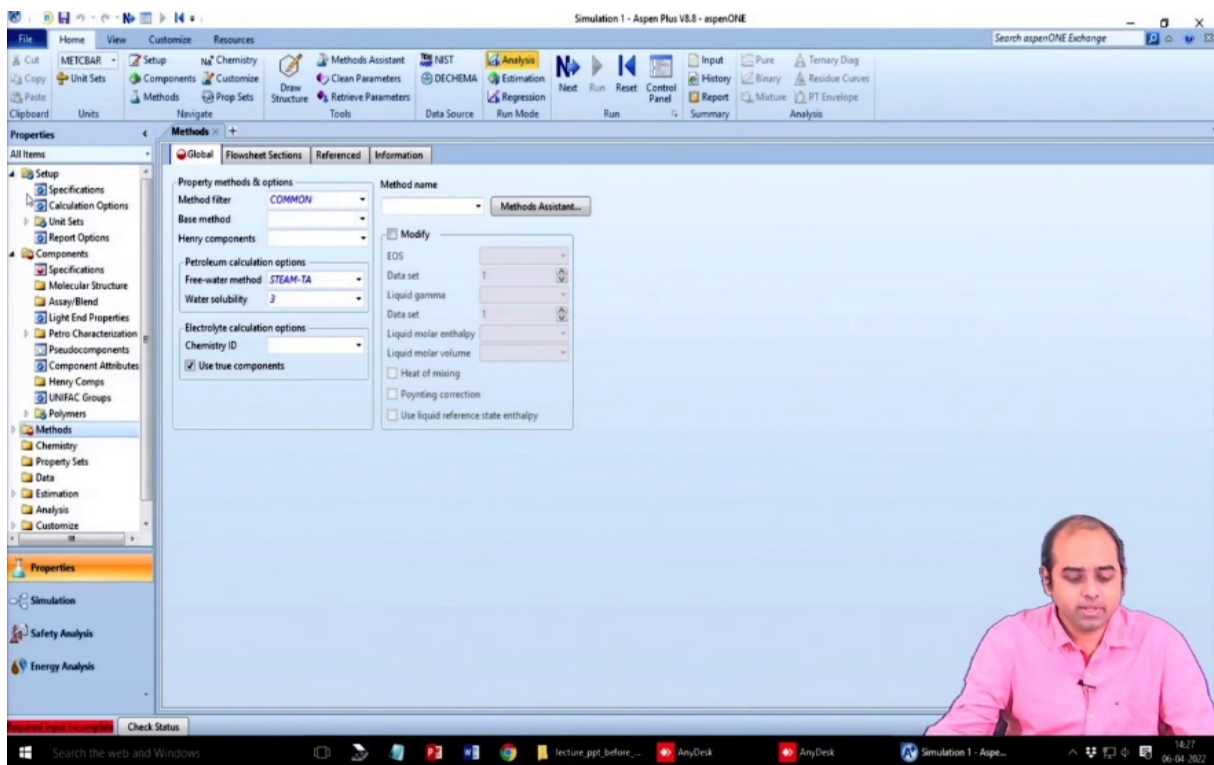 Simulation 1 - Aspen Plus V8.8 - aspenONE
File Home View Customize Resources
Search aspenONE Exchange
Cut METCBAR Setup Chemistry Methods Assistant NIST Analysis Input Pure Ternary Diag
Copy Unit Sets Components Customize Clean Parameters DECHEMA Estimation History Binary Residue Curves
Paste Methods Prop Sets Draw Structure Retrieve Parameters Regression Next Run Reset Control Panel Report Mixture PT Envelope
Clipboard Units Navigate Tools Data Source Run Mode Run Summary Analysis
Properties
All Items
Setup
Specifications
Calculation Options
Unit Sets
Report Options
Components
Specifications
Molecular Structure
Assay/Blend
Light End Properties
Petro Characterization
Pseudocomponents
Component Attributes
Henry Comps
UNIFAC Groups
Polymers
Methods
Chemistry
Property Sets
Data
Estimation
Analysis
Customize
Properties
Simulation
Safety Analysis
Energy Analysis
Methods
Global Flowsheet Sections Referenced Information
Property methods & options
Method filter COMMON
Base method
Henry components
Petroleum calculation options
Free-water method STEAM-TA
Water solubility 3
Electrolyte calculation options
Chemistry ID
Use true components
Method name
Methods Assistant...
Modify
EOS
Data set 1
Liquid gamma
Data set 1
Liquid molar enthalpy
Liquid molar volume
Heat of mixing
Poynting correction
Use liquid reference state enthalpy
Required Input Incomplete Check Status
Search the web and Windows
lecture_ppt_before_... AnyDesk AnyDesk Simulation 1 - Aspe...
14:27
06-04-2022